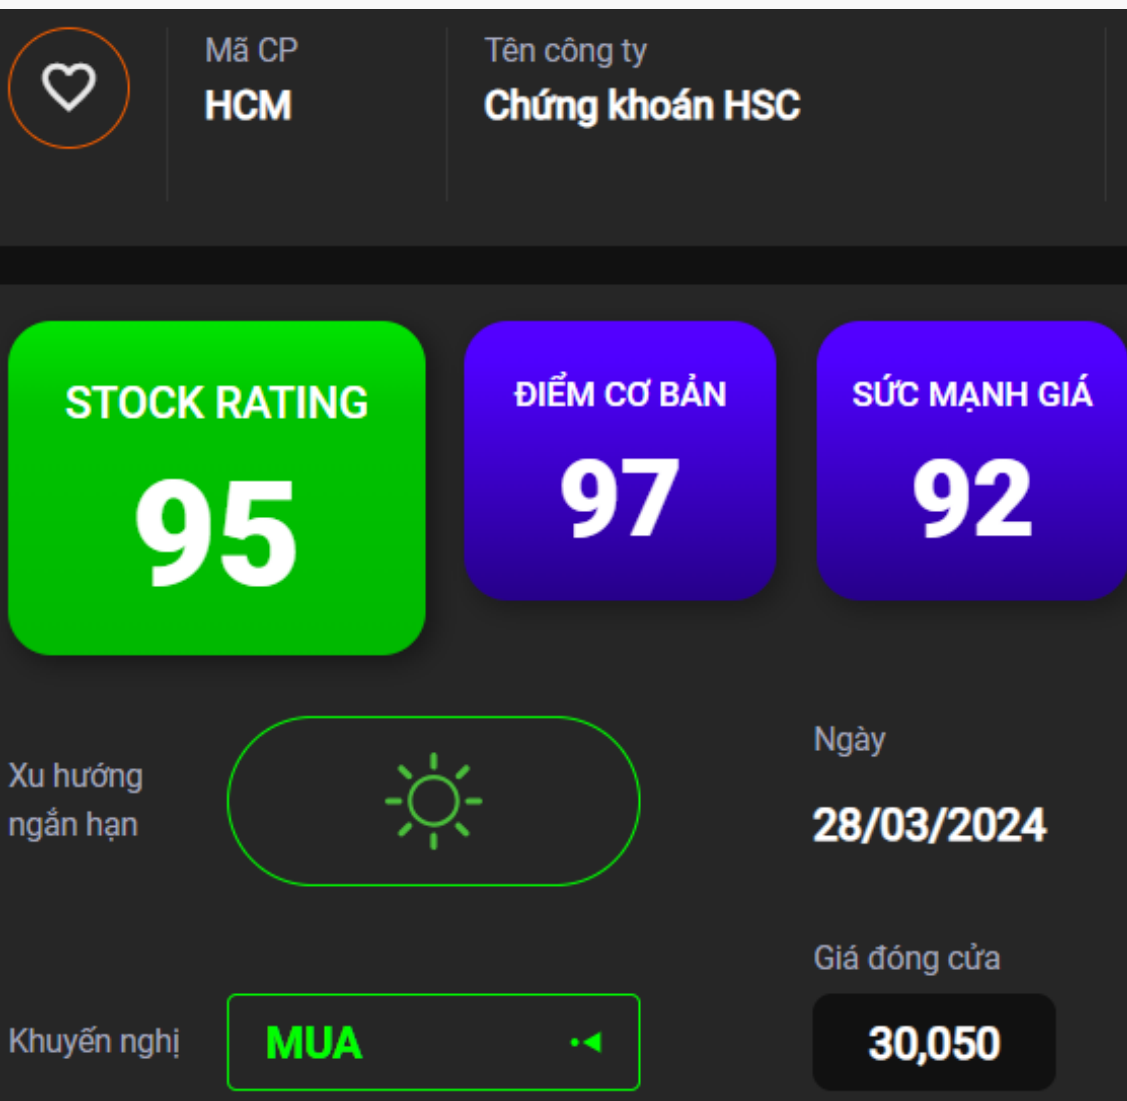 Mã CP
HCM
Tên công ty
Chứng khoán HSC
STOCK RATING
95
ĐIỂM CƠ BẢN
97
SỨC MẠNH GIÁ
92
Xu hướng
ngắn hạn
Ngày
28/03/2024
Khuyến nghị
MUA
Giá đóng cửa
30,050